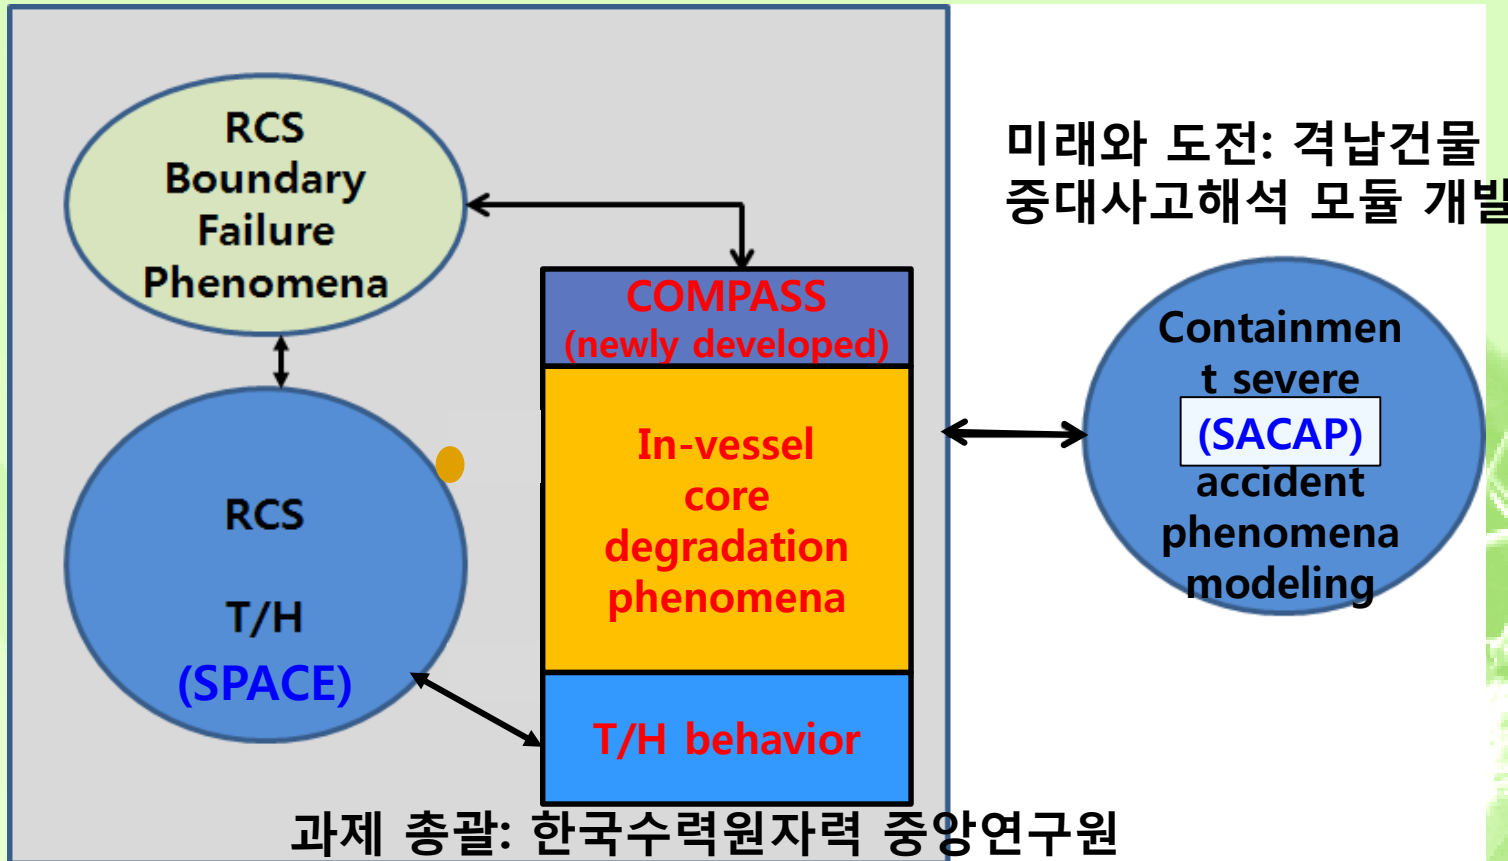 RCS
Boundary
Failure
Phenomena
RCS
T/H
(SPACE)
COMPASS
(newly developed)
In-vessel
core
degradation
phenomena
T/H behavior
미래와 도전: 격납건물
중대사고해석 모듈 개발
Containmen
t severe
(SACAP)
accident
phenomena
modeling
과제 총괄: 한국수력원자력 중앙연구원